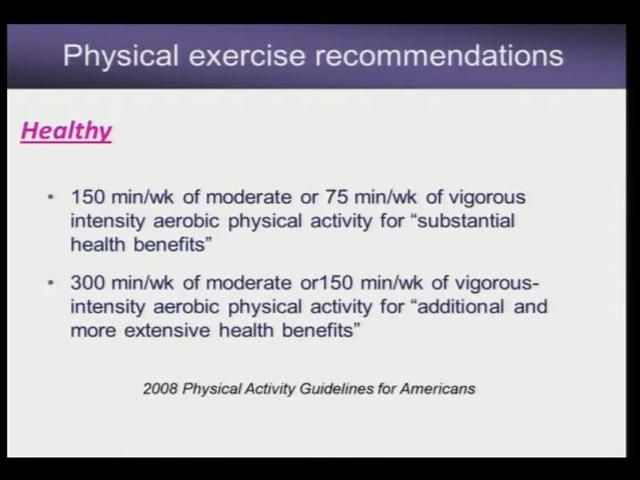 Physical exercise recommendations
Healthy
• 150 min/wk of moderate or 75 min/wk of vigorous
intensity aerobic physical activity for “substantial
health benefits”
• 300 min/wk of moderate or150 min/wk of vigorous-
intensity aerobic physical activity for “additional and
more extensive health benefits”
2008 Physical Activity Guidelines for Americans